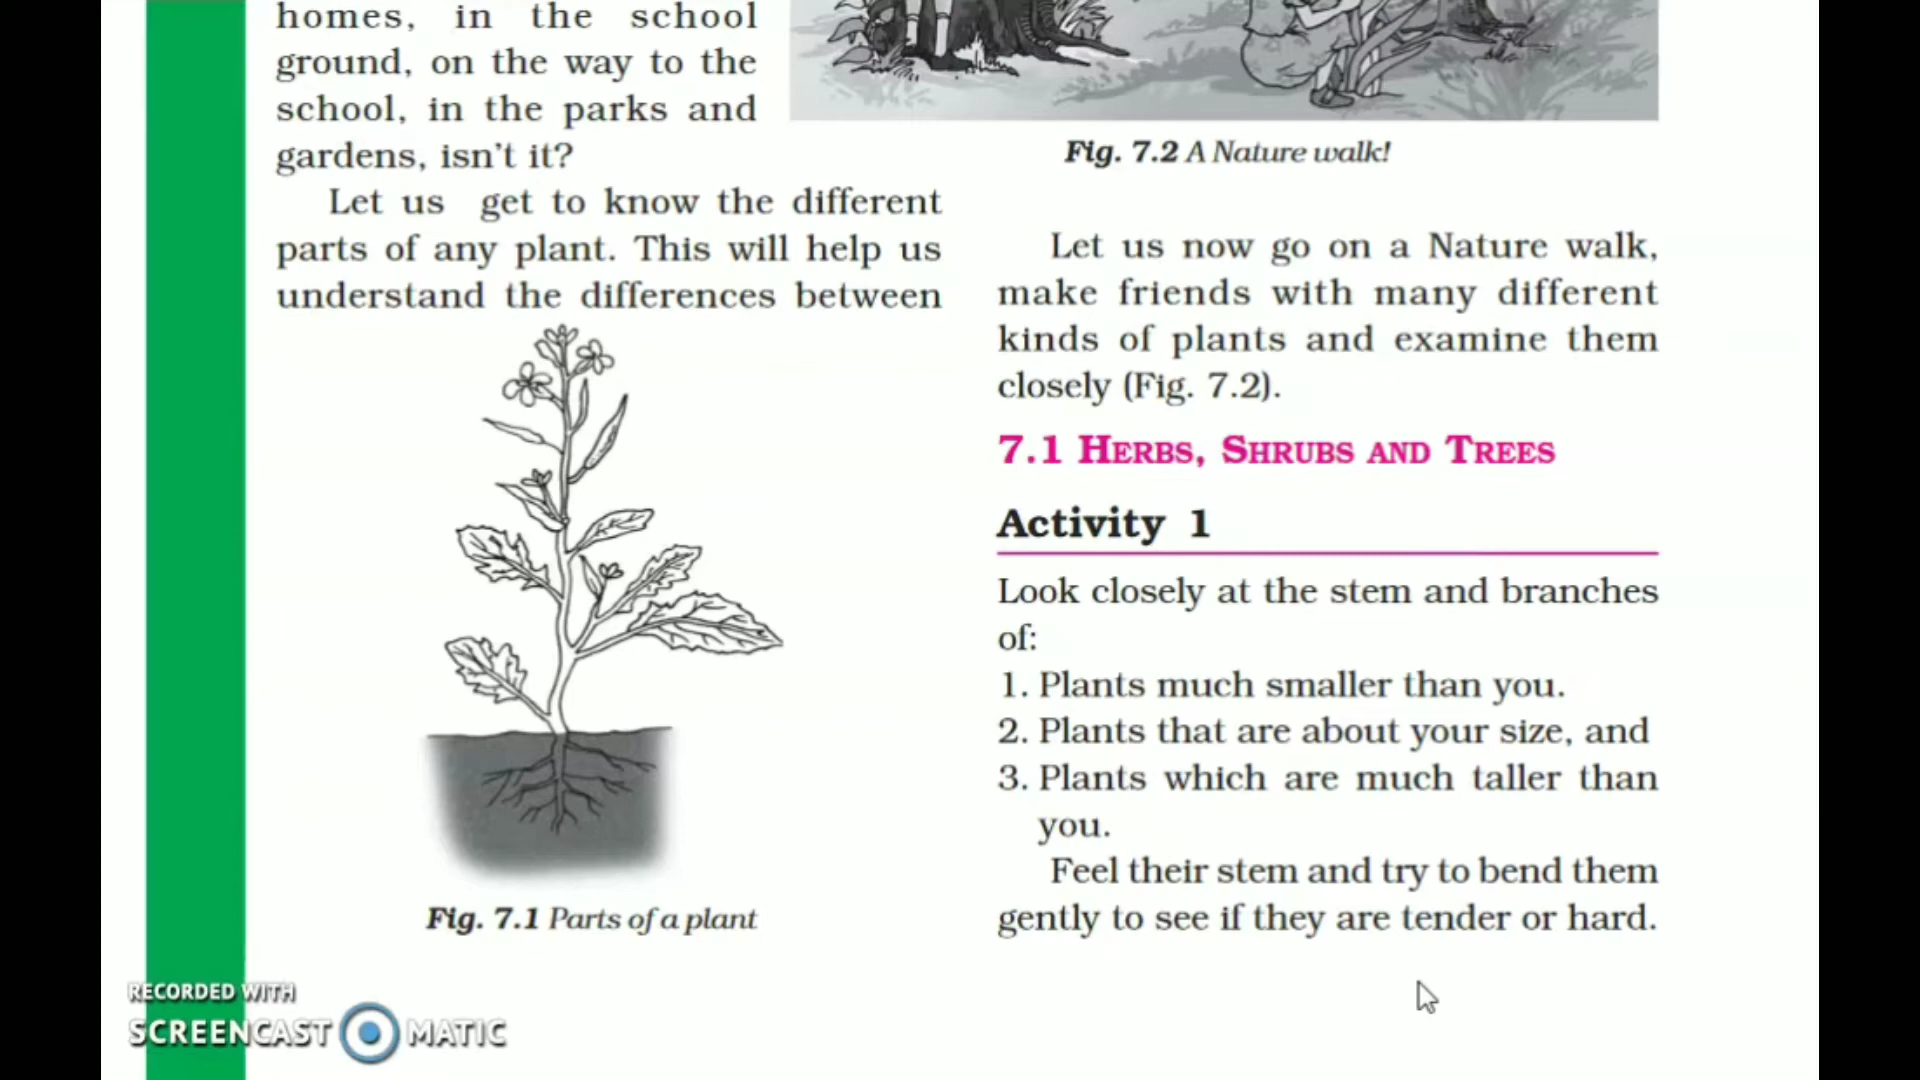 homes, in the school
ground, on the way to the
school, in the parks and
gardens, isn't it?
Let us get to know the different
parts of any plant. This will help us
understand the differences between
Fig. 7.1 Parts of a plant
Fig. 7.2 A Nature walk!
Let us now go on a Nature walk,
make friends with many different
kinds of plants and examine them
closely (Fig. 7.2).
7.1 HERBS, SHRUBS AND TREES
Activity 1
Look closely at the stem and branches
of:
1. Plants much smaller than you.
2. Plants that are about your size, and
3. Plants which are much taller than
you.
Feel their stem and try to bend them
gently to see if they are tender or hard.
RECORDED WITH
SCREENCAST MATIC